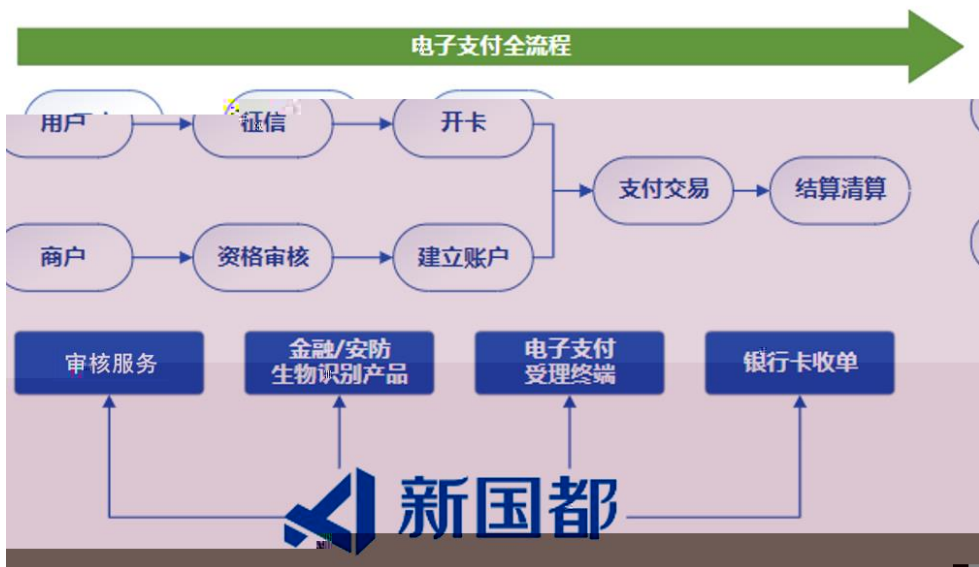 电子支付全流程
用户
征信
开卡
支付交易
结算清算
商户
资格审核
建立账户
审核服务
金融/安防
生物识别产品
电子支付
受理终端
银行卡收单
新国都